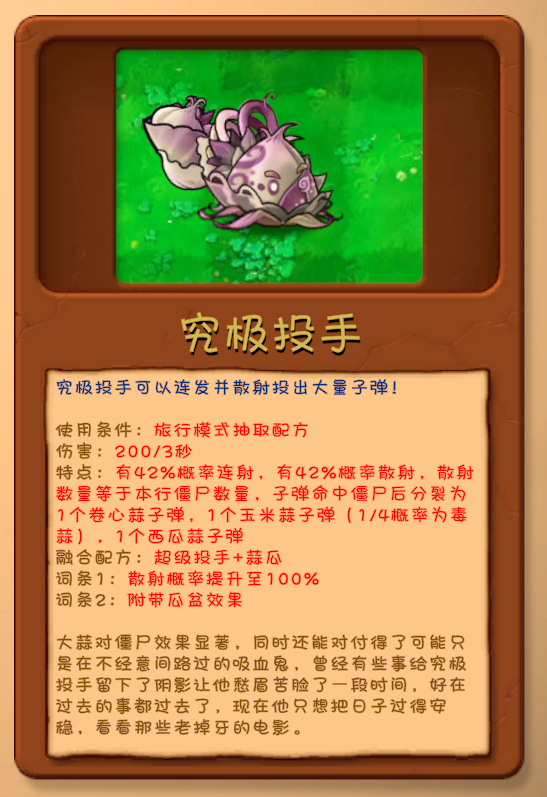 究极投手
究极投手可以连发并散射投出大量子弹！
使用条件：旅行模式抽取配方
伤害：200/3秒
特点：有42%概率连射，有42%概率散射，散射
数量等于本行僵尸数量，子弹命中僵尸后分裂为
1个卷心蒜子弹，1个玉米蒜子弹（1/4概率为毒
蒜），1个西瓜蒜子弹
融合配方：超级投手+蒜瓜
词条1：散射概率提升至100%
词条2：附带瓜盆效果
大蒜对僵尸效果显著，同时还能对付得了可能只
是在不经意间路过的吸血鬼，曾经有些事给究极
投手留下了阴影让他愁眉苦脸了一段时间，好在
过去的事都过去了，现在他只想把日子过得安
稳，看看那些老掉牙的电影。